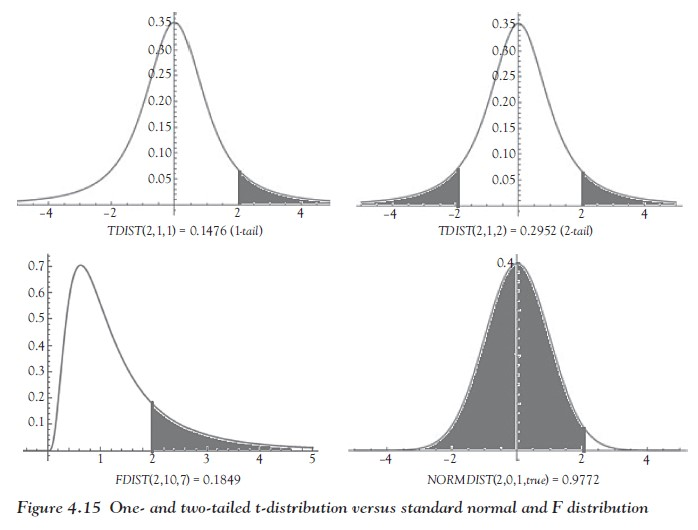 0.35
0.30
0.25
0.20
0.15
0.10
0.05
-4 -2 2 4
TDIST(2,1,1) = 0.1476 (1-tail)
0.35
0.30
0.25
0.20
0.15
0.10
0.05
-4 -2 2 4
TDIST(2,1,2) = 0.2952 (2-tail)
0.7
0.6
0.5
0.4
0.3
0.2
0.1
1 2 3 4 5
FDIST(2,10,7) = 0.1849
0.4
-4 -2 2 4
NORMDIST(2,0,1,true) = 0.9772
Figure 4.15 One- and two-tailed t-distribution versus standard normal and F distribution